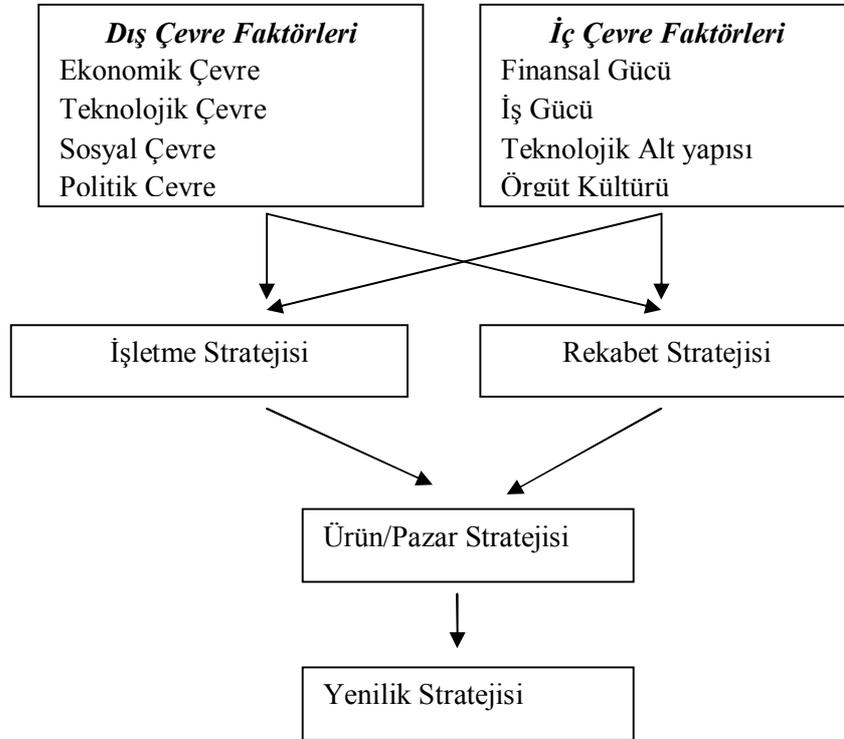 Dış Çevre Faktörleri
Ekonomik Çevre
Teknolojik Çevre
Sosyal Çevre
Politik Çevre
İç Çevre Faktörleri
Finansal Gücü
İş Gücü
Teknolojik Alt yapısı
Örgüt Kültürü
İşletme Stratejisi
Rekabet Stratejisi
Ürün/Pazar Stratejisi
Yenilik Stratejisi